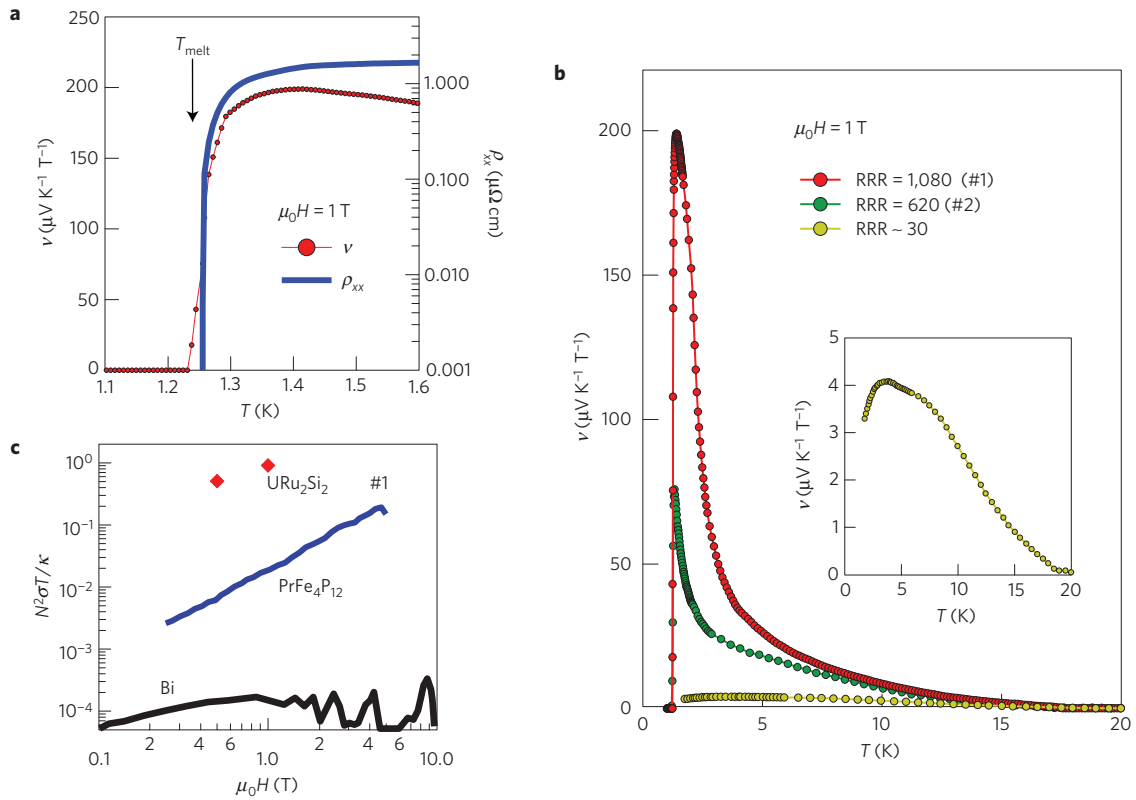 a
250
200
150
100
50
0
ν (μV K⁻¹ T⁻¹)
T_melt
μ₀H = 1 T
ν
ρ_xx
1.000
0.100
0.010
0.001
ρ_xx (μΩ cm)
1.1 1.2 1.3 1.4 1.5 1.6
T (K)
b
200
150
100
50
0
ν (μV K⁻¹ T⁻¹)
μ₀H = 1 T
RRR = 1,080 (#1)
RRR = 620 (#2)
RRR ~ 30
5
4
3
2
1
0
ν (μV K⁻¹ T⁻¹)
0 5 10 15 20
T (K)
0 5 10 15 20
T (K)
c
10⁰
10⁻¹
10⁻²
10⁻³
10⁻⁴
N²σT/κ
URu₂Si₂ #1
PrFe₄P₁₂
Bi
0.1 2 4 6 1.0 2 4 6 10.0
μ₀H (T)